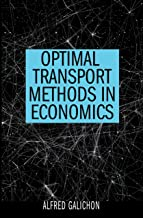 OPTIMAL
TRANSPORT
METHODS IN
ECONOMICS
ALFRED GALICHON